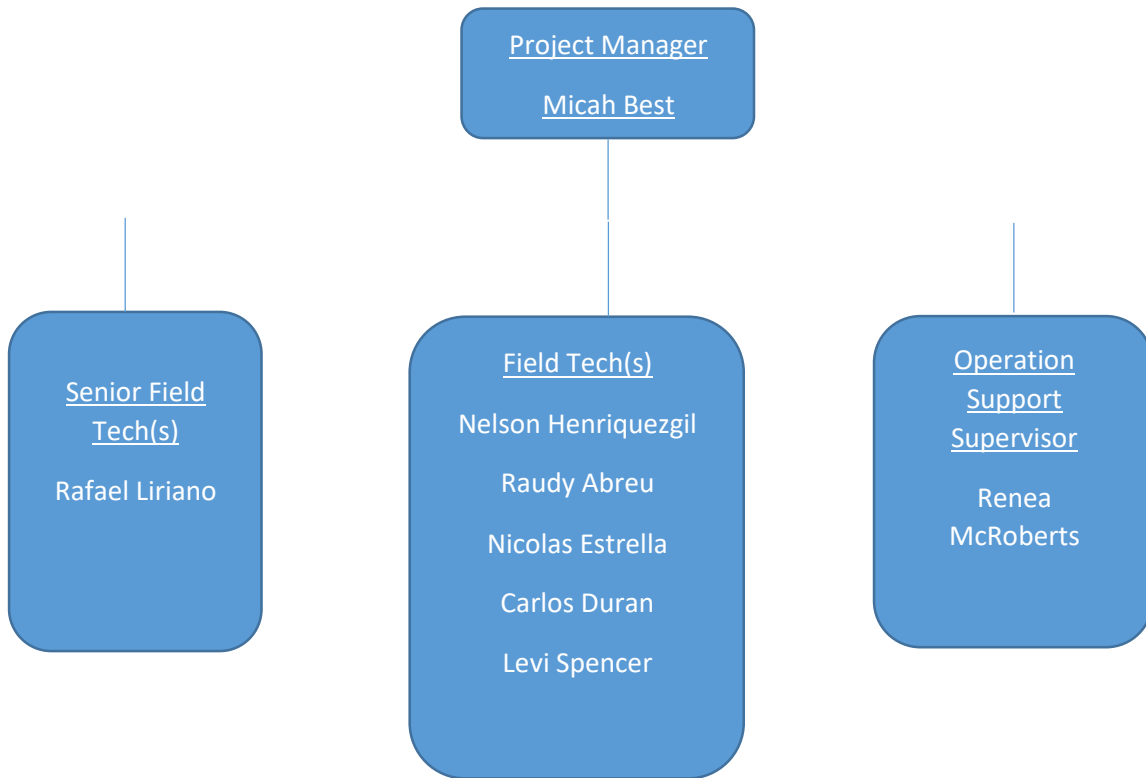 Project Manager
Micah Best
Senior Field
Tech(s)
Rafael Liriano
Field Tech(s)
Nelson Henriquezgil
Raudy Abreu
Nicolas Estrella
Carlos Duran
Levi Spencer
Operation
Support
Supervisor
Renea
McRoberts